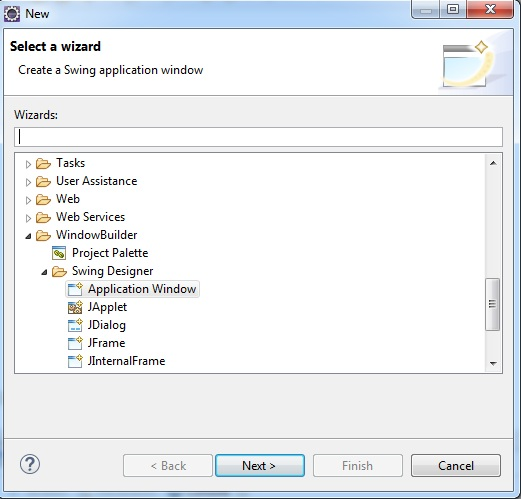 New
Select a wizard
Create a Swing application window
Wizards:
Tasks
User Assistance
Web
Web Services
WindowBuilder
Project Palette
Swing Designer
Application Window
JApplet
JDialog
JFrame
JInternalFrame
? < Back Next > Finish Cancel